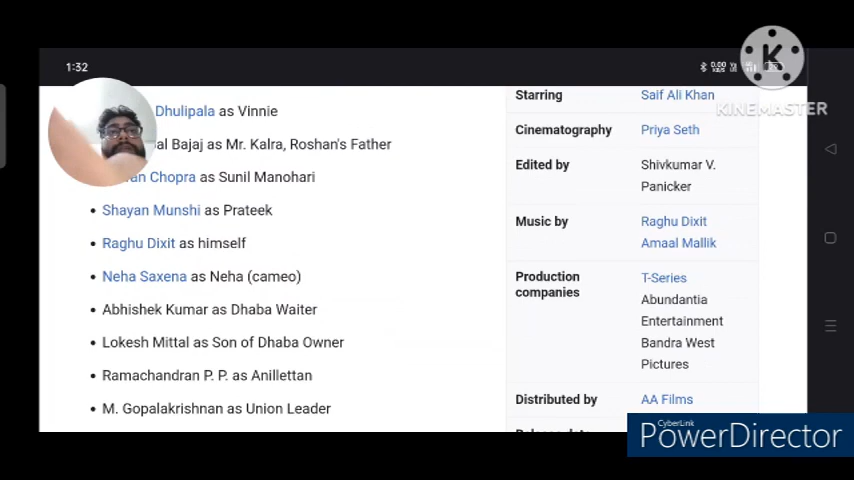 1:32
Dhulipala as Vinnie
al Bajaj as Mr. Kalra, Roshan's Father
an Chopra as Sunil Manohari
• Shayan Munshi as Prateek
• Raghu Dixit as himself
• Neha Saxena as Neha (cameo)
• Abhishek Kumar as Dhaba Waiter
• Lokesh Mittal as Son of Dhaba Owner
• Ramachandran P. P. as Anillettan
• M. Gopalakrishnan as Union Leader
Starring Saif Ali Khan
Cinematography Priya Seth
Edited by Shivkumar V.
Panicker
Music by Raghu Dixit
Amaal Mallik
Production T-Series
companies Abundantia
Entertainment
Bandra West
Pictures
Distributed by AA Films
K
KINEMASTER
CyberLink
PowerDirector